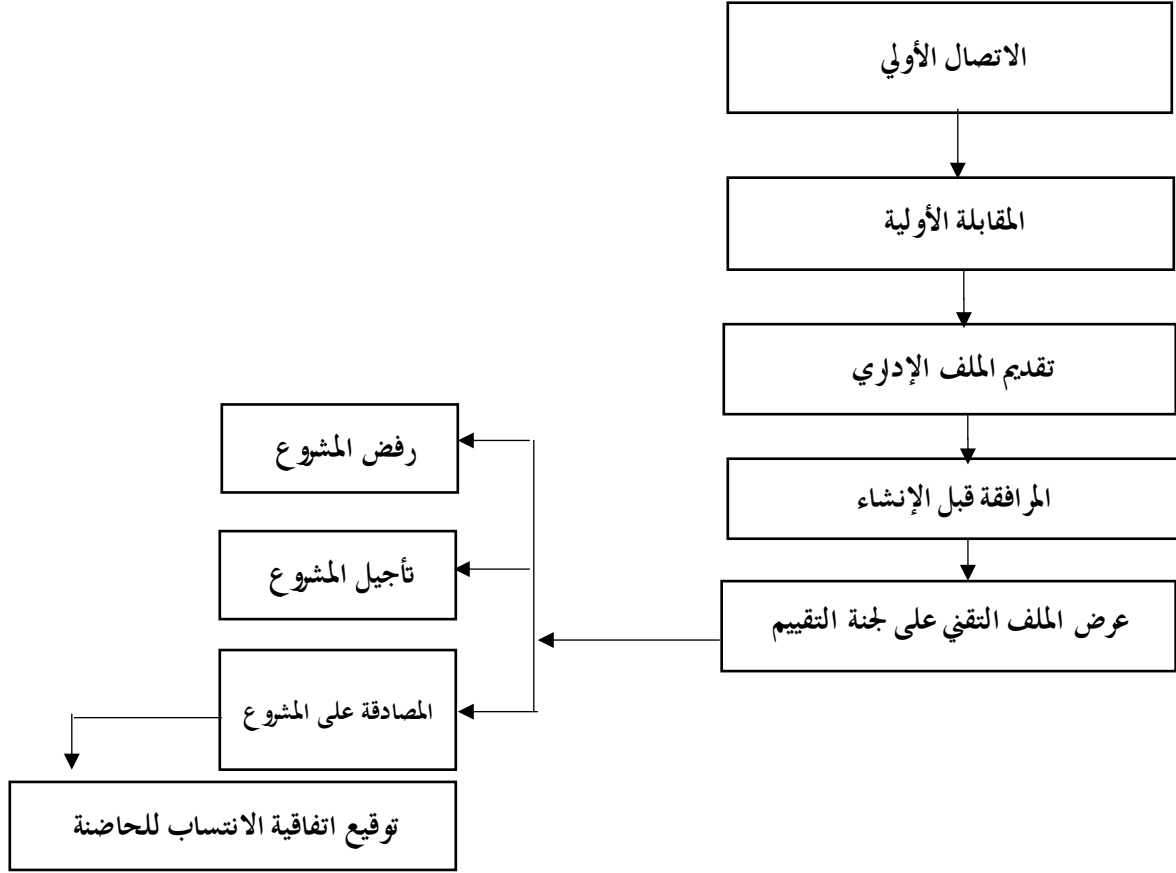 الاتصال الأولي
المقابلة الأولية
تقديم الملف الإداري
المرافقة قبل الإنشاء
عرض الملف التقني على لجنة التقييم
رفض المشروع
تأجيل المشروع
المصادقة على المشروع
توقيع اتفاقية الانتساب للحاضنة